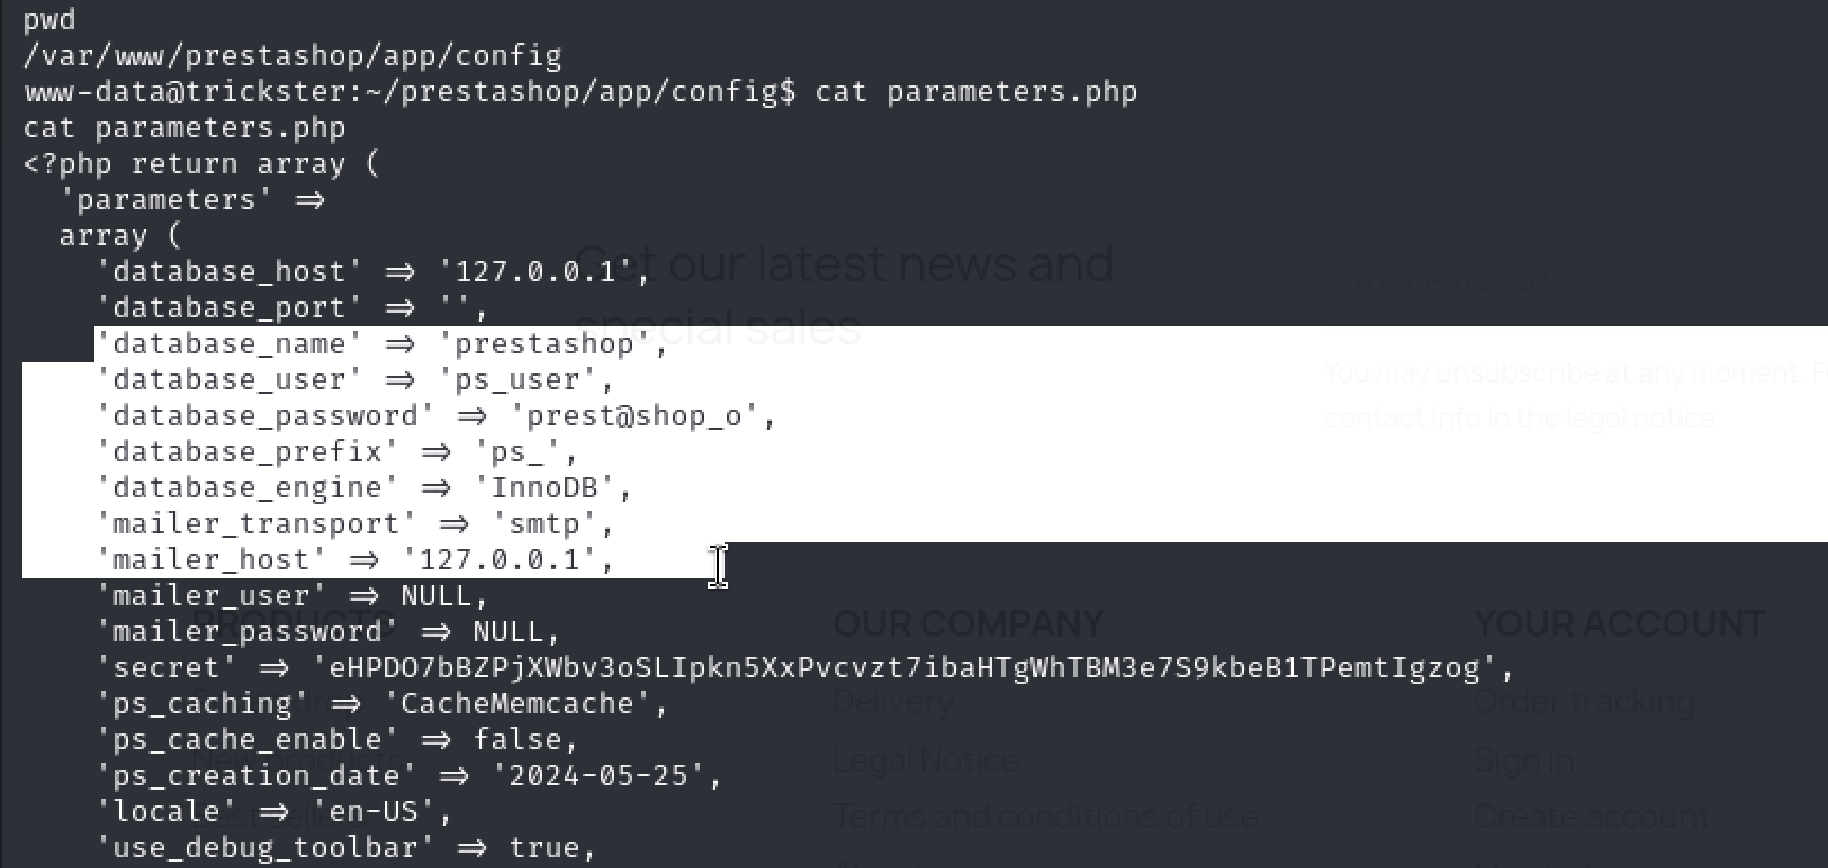 pwd
/var/www/prestashop/app/config
www-data@trickster:~/prestashop/app/config$ cat parameters.php
cat parameters.php
<?php return array (
'parameters' =>
array (
'database_host' => '127.0.0.1',
'database_port' => '',
'database_name' => 'prestashop',
'database_user' => 'ps_user',
'database_password' => 'prest@shop_o',
'database_prefix' => 'ps_',
'database_engine' => 'InnoDB',
'mailer_transport' => 'smtp',
'mailer_host' => '127.0.0.1',
'mailer_user' => NULL,
'mailer_password' => NULL,
'secret' => 'eHPDO7bBZPjXWbv3oSLIpkn5XxPvcvzt7ibaHTgWhTBM3e7S9kbeB1TPemtIgzog',
'ps_caching' => 'CacheMemcache',
'ps_cache_enable' => false,
'ps_creation_date' => '2024-05-25',
'locale' => 'en-US',
'use_debug_toolbar' => true,
Get our latest news and
special sales
Your email address
You may unsubscribe at any moment.
contact info in the legal notice.
PRODUCTS
New products
Best sellers
OUR COMPANY
Delivery
Legal Notice
Terms and conditions of use
YOUR ACCOUNT
Order tracking
Sign in
Create account